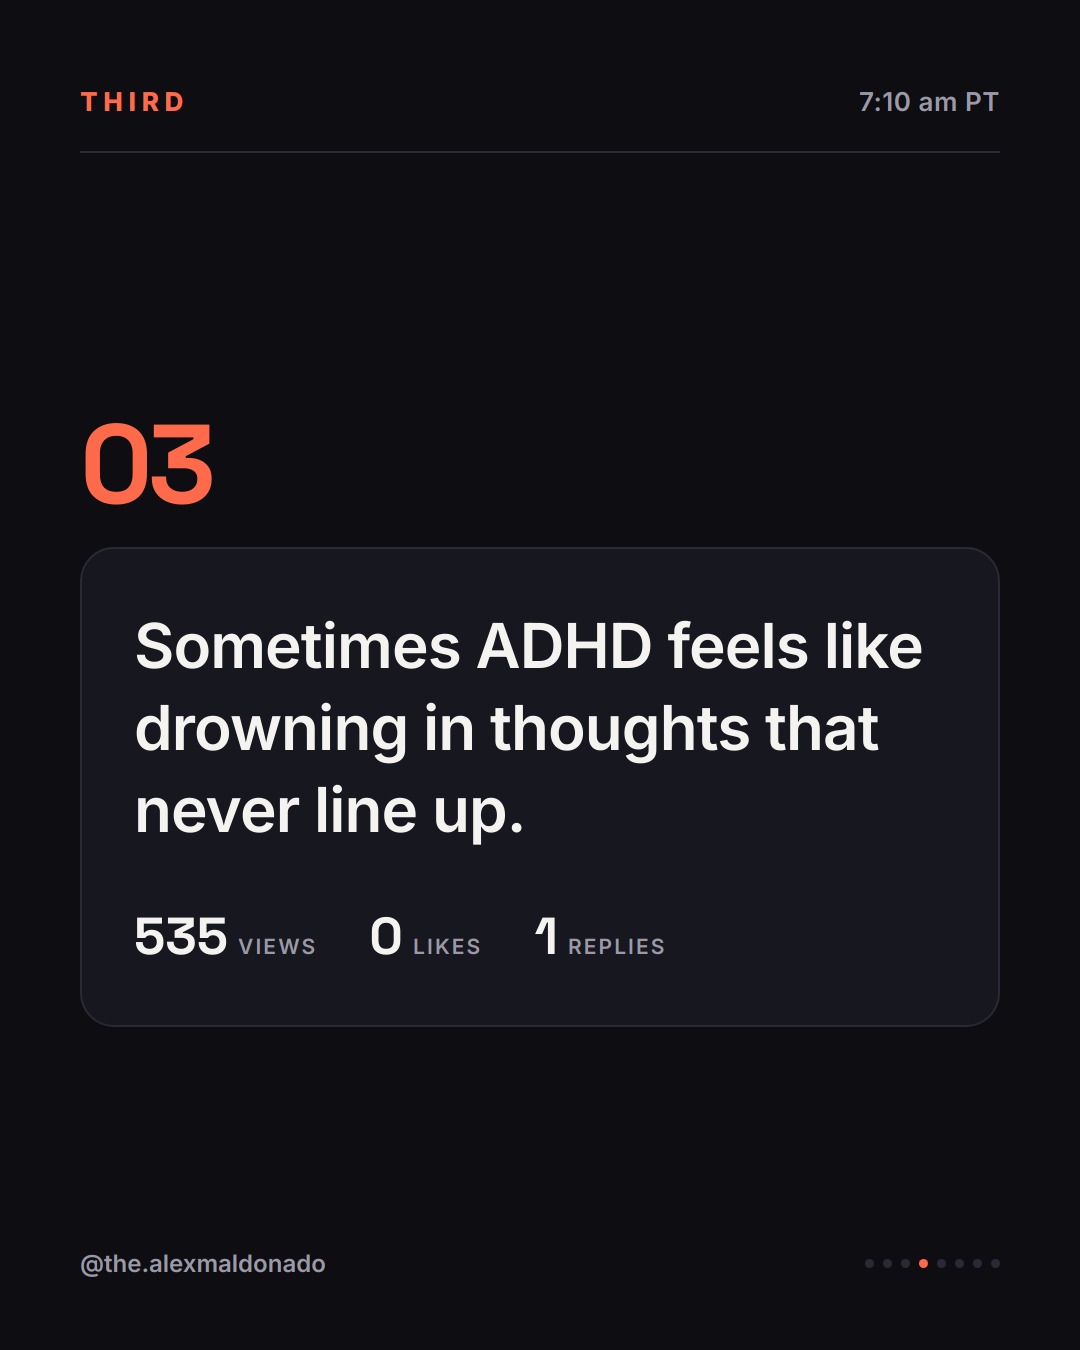 THIRD
7:10 am PT
03
Sometimes ADHD feels like
drowning in thoughts that
never line up.
535 VIEWS 0 LIKES 1 REPLIES
@the.alexmaldonado